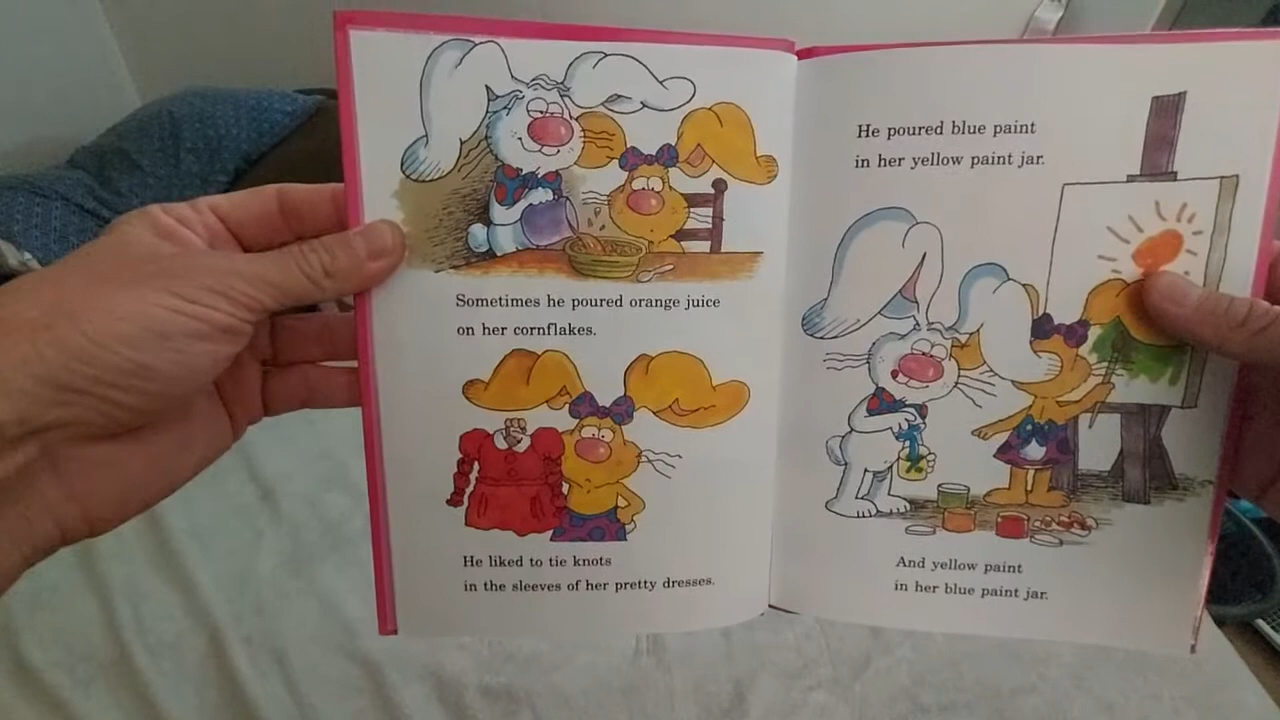 Sometimes he poured orange juice
on her cornflakes.
He liked to tie knots
in the sleeves of her pretty dresses.
He poured blue paint
in her yellow paint jar.
And yellow paint
in her blue paint jar.